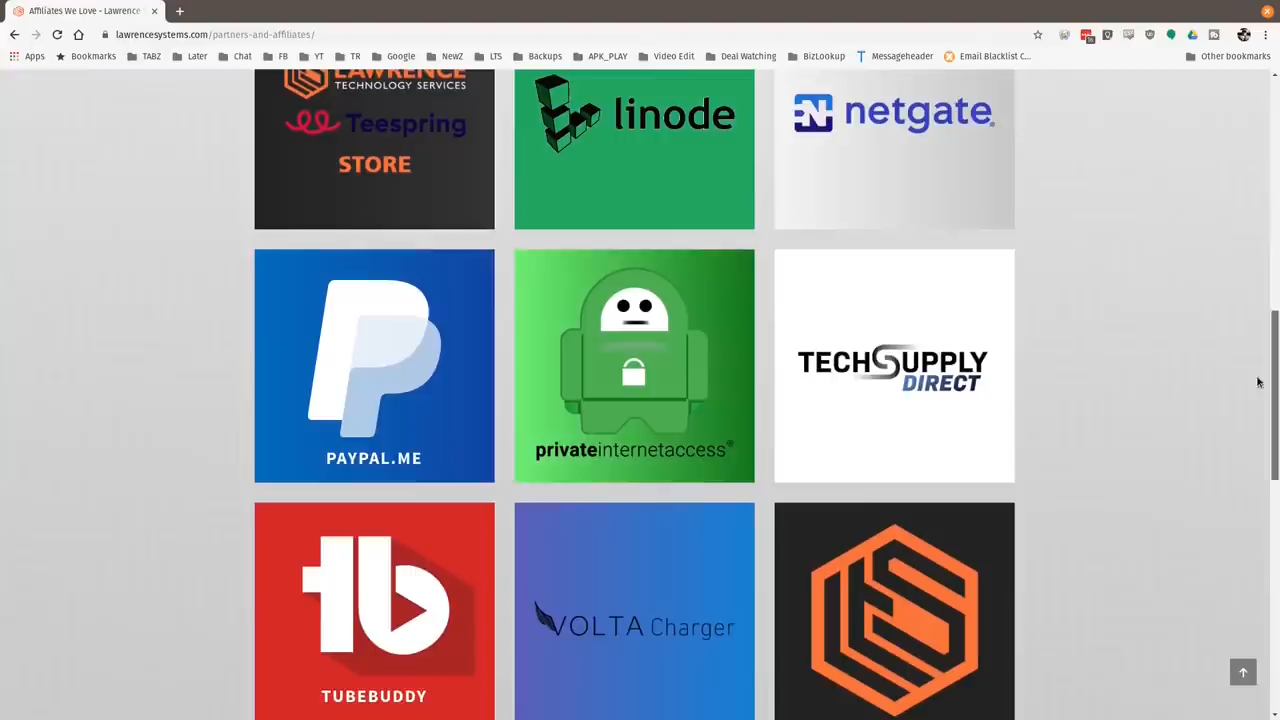 Affiliates We Love - Lawrence
lawrencesystems.com/partners-and-affiliates/
Apps
Bookmarks
TABZ
Later
Chat
FB
YT
TR
Google
NewZ
LTS
Backups
APK_PLAY
Video Edit
Deal Watching
BizLookup
Messageheader
Email Blacklist C...
Other bookmarks
LAWRENCE
TECHNOLOGY SERVICES
Teespring
STORE
linode
netgate
PAYPAL.ME
privateinternetaccess®
TECHSUPPLY
DIRECT
tb
TUBEBUDDY
VOLTA Charger